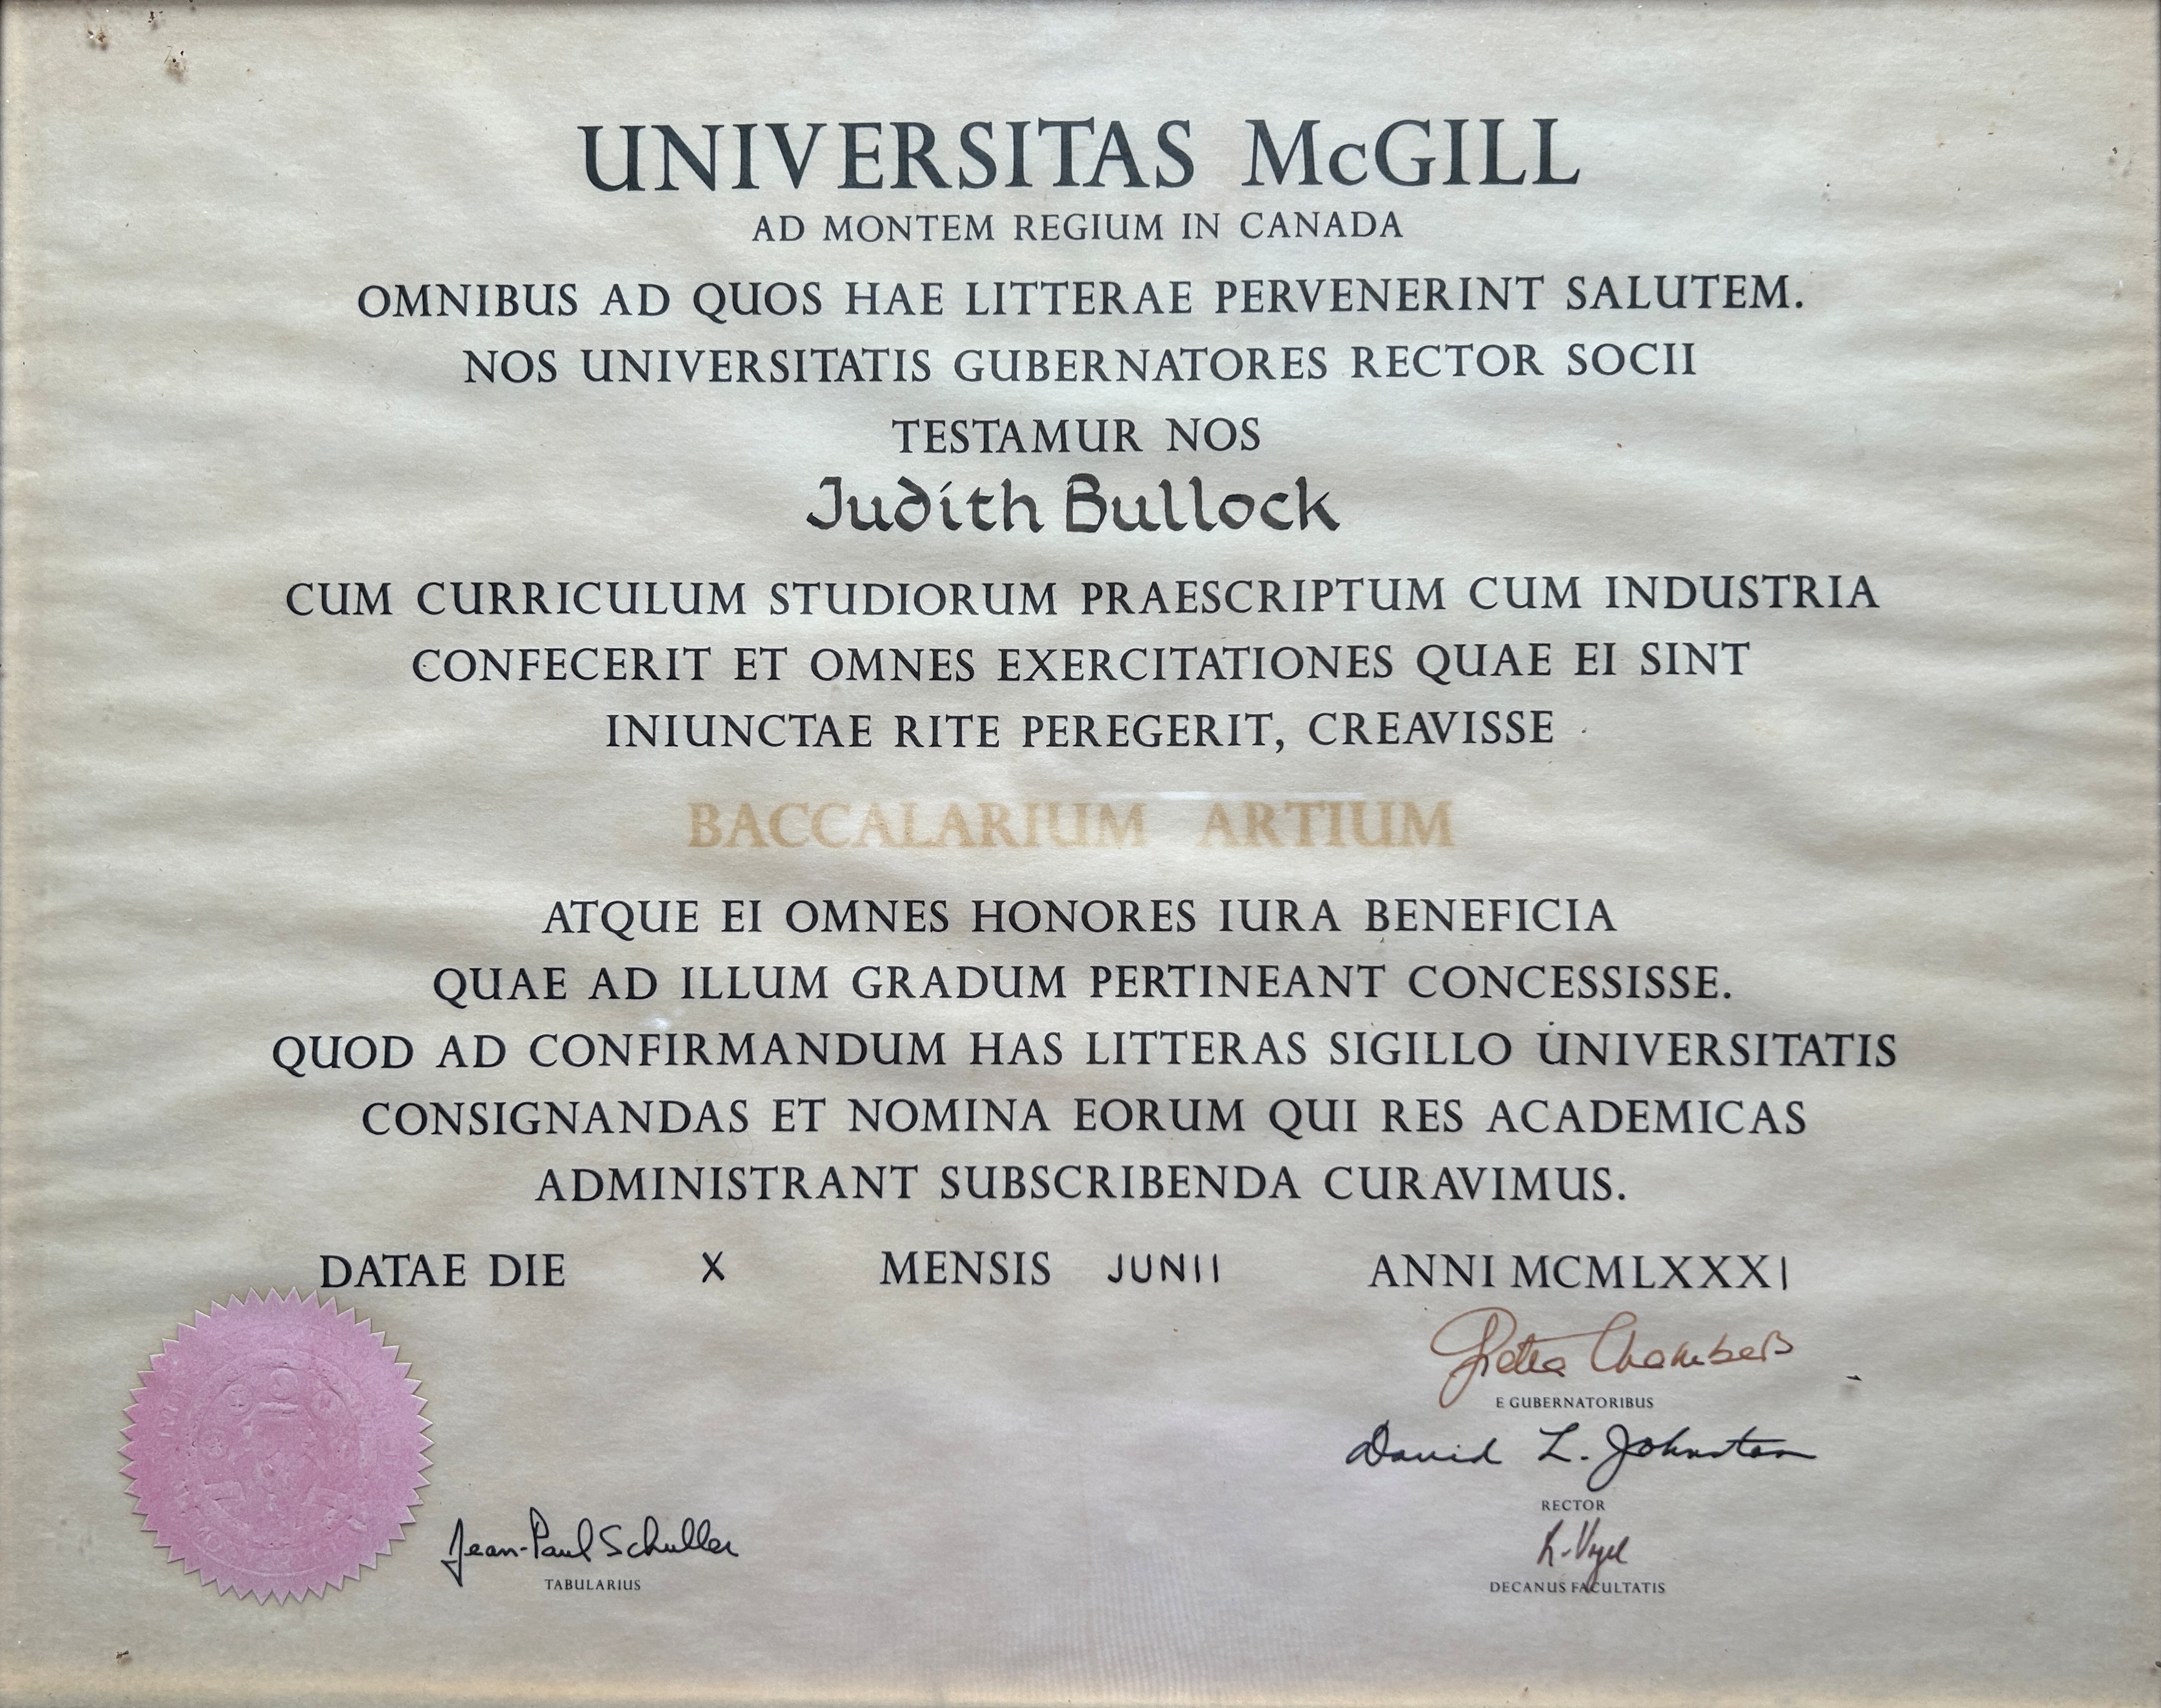 UNIVERSITAS McGILL
AD MONTEM REGIUM IN CANADA
OMNIBUS AD QUOS HAE LITTERAE PERVENERINT SALUTEM.
NOS UNIVERSITATIS GUBERNATORES RECTOR SOCII
TESTAMUR NOS
Judith Bullock
CUM CURRICULUM STUDIORUM PRAESCRIPTUM CUM INDUSTRIA
CONFECERIT ET OMNES EXERCITATIONES QUAE EI SINT
INIUNCTAE RITE PEREGERIT, CREAVISSE
BACCALARIUM ARTIUM
ATQUE EI OMNES HONORES IURA BENEFICIA
QUAE AD ILLUM GRADUM PERTINEANT CONCESSISSE.
QUOD AD CONFIRMANDUM HAS LITTERAS SIGILLO UNIVERSITATIS
CONSIGNANDAS ET NOMINA EORUM QUI RES ACADEMICAS
ADMINISTRANT SUBSCRIBENDA CURAVIMUS.
DATAE DIE X MENSIS JUNII ANNI MCMLXXXI
Gretta Chambers
E GUBERNATORIBUS
David L. Johnston
RECTOR
DECANUS FACULTATIS
Jean-Paul Schuller
TABULARIUS